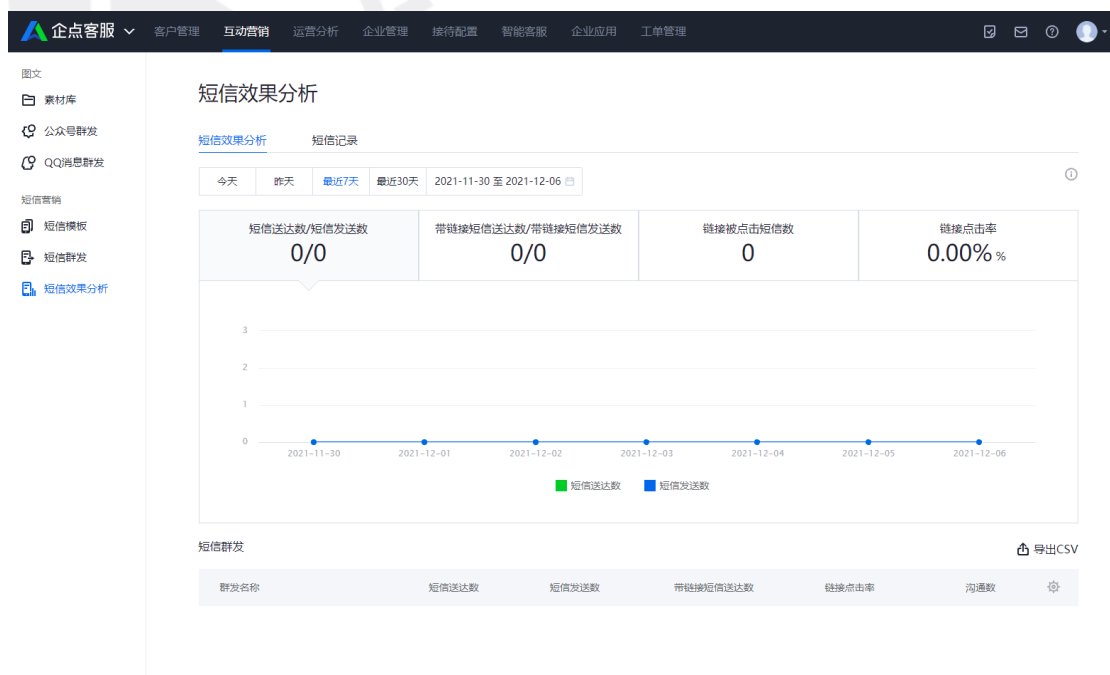 企点客服 客户管理 互动营销 运营分析 企业管理 接待配置 智能客服 企业应用 工单管理
图文
素材库
公众号群发
QQ消息群发
短信营销
短信模板
短信群发
短信效果分析
短信效果分析
短信效果分析 短信记录
今天 昨天 最近7天 最近30天 2021-11-30 至 2021-12-06
短信送达数/短信发送数 带链接短信送达数/带链接短信发送数 链接被点击短信数 链接点击率
0/0 0/0 0 0.00% %
3
2
1
0
2021-11-30 2021-12-01 2021-12-02 2021-12-03 2021-12-04 2021-12-05 2021-12-06
短信送达数 短信发送数
短信群发 导出CSV
群发名称 短信送达数 短信发送数 带链接短信送达数 链接点击率 沟通数